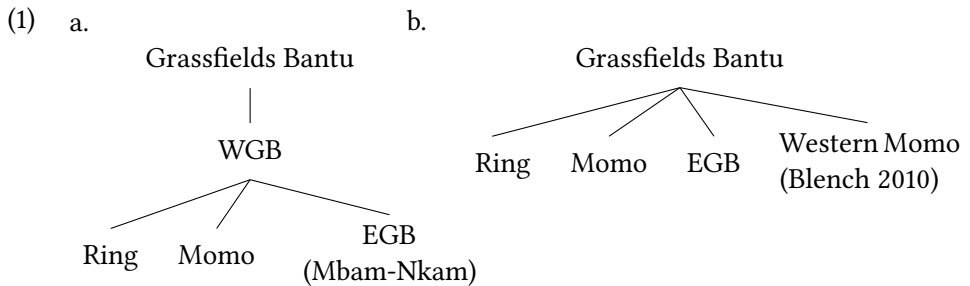 (1) a. b.
Grassfields Bantu
WGB
Ring Momo EGB
(Mbam-Nkam)
Grassfields Bantu
Ring Momo EGB Western Momo
(Blench 2010)